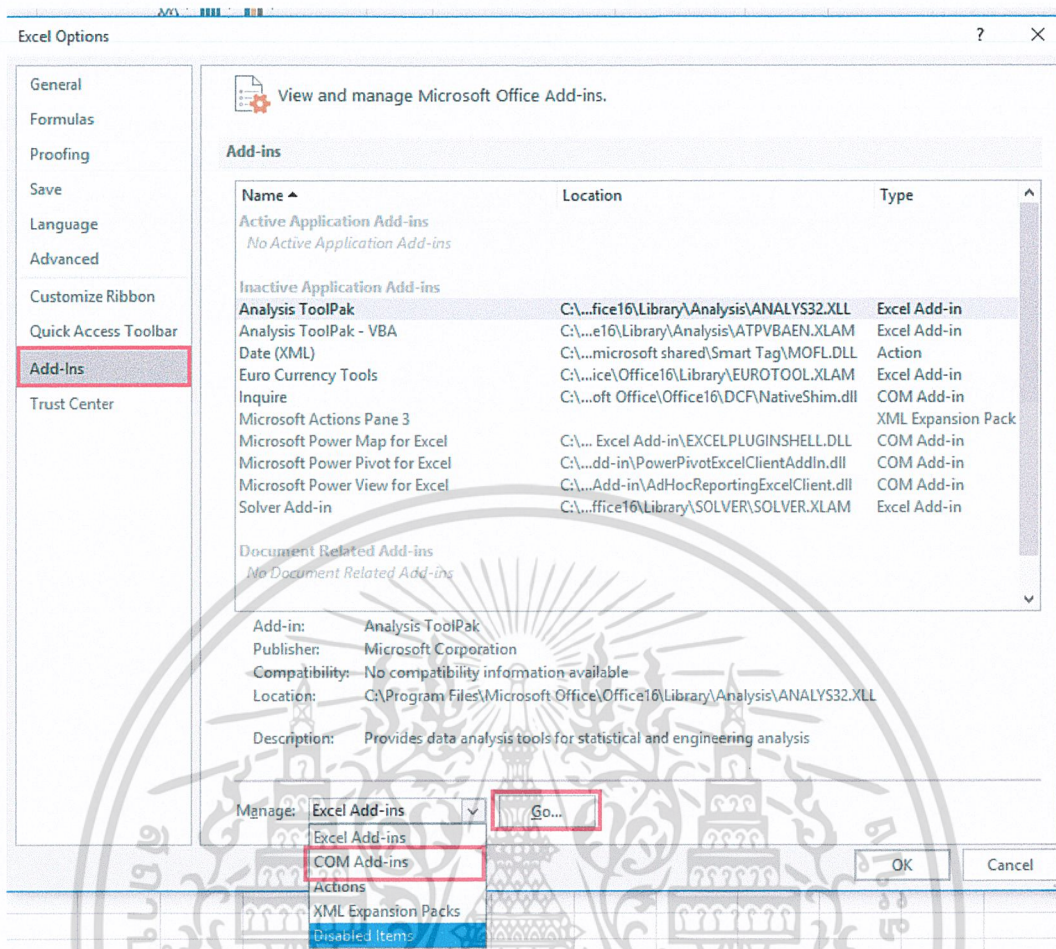 Excel Options ? ×
General
Formulas
Proofing
Save
Language
Advanced
Customize Ribbon
Quick Access Toolbar
Add-Ins
Trust Center
View and manage Microsoft Office Add-ins.
Add-ins
Name Location Type
Active Application Add-ins
No Active Application Add-ins
Inactive Application Add-ins
Analysis ToolPak C:\...fice16\Library\Analysis\ANALYS32.XLL Excel Add-in
Analysis ToolPak - VBA C:\...e16\Library\Analysis\ATPVBAEN.XLAM Excel Add-in
Date (XML) C:\...microsoft shared\Smart Tag\MOFL.DLL Action
Euro Currency Tools C:\...ice\Office16\Library\EUROTOOL.XLAM Excel Add-in
Inquire C:\...oft Office\Office16\DCF\NativeShim.dll COM Add-in
Microsoft Actions Pane 3 XML Expansion Pack
Microsoft Power Map for Excel C:\... Excel Add-in\EXCELPLUGINSHELL.DLL COM Add-in
Microsoft Power Pivot for Excel C:\...dd-in\PowerPivotExcelClientAddIn.dll COM Add-in
Microsoft Power View for Excel C:\...Add-in\AdHocReportingExcelClient.dll COM Add-in
Solver Add-in C:\...ffice16\Library\SOLVER\SOLVER.XLAM Excel Add-in
Document Related Add-ins
No Document Related Add-ins
Add-in: Analysis ToolPak
Publisher: Microsoft Corporation
Compatibility: No compatibility information available
Location: C:\Program Files\Microsoft Office\Office16\Library\Analysis\ANALYS32.XLL
Description: Provides data analysis tools for statistical and engineering analysis
Manage: Excel Add-ins Go...
Excel Add-ins
COM Add-ins
Actions
XML Expansion Packs
Disabled Items
OK Cancel